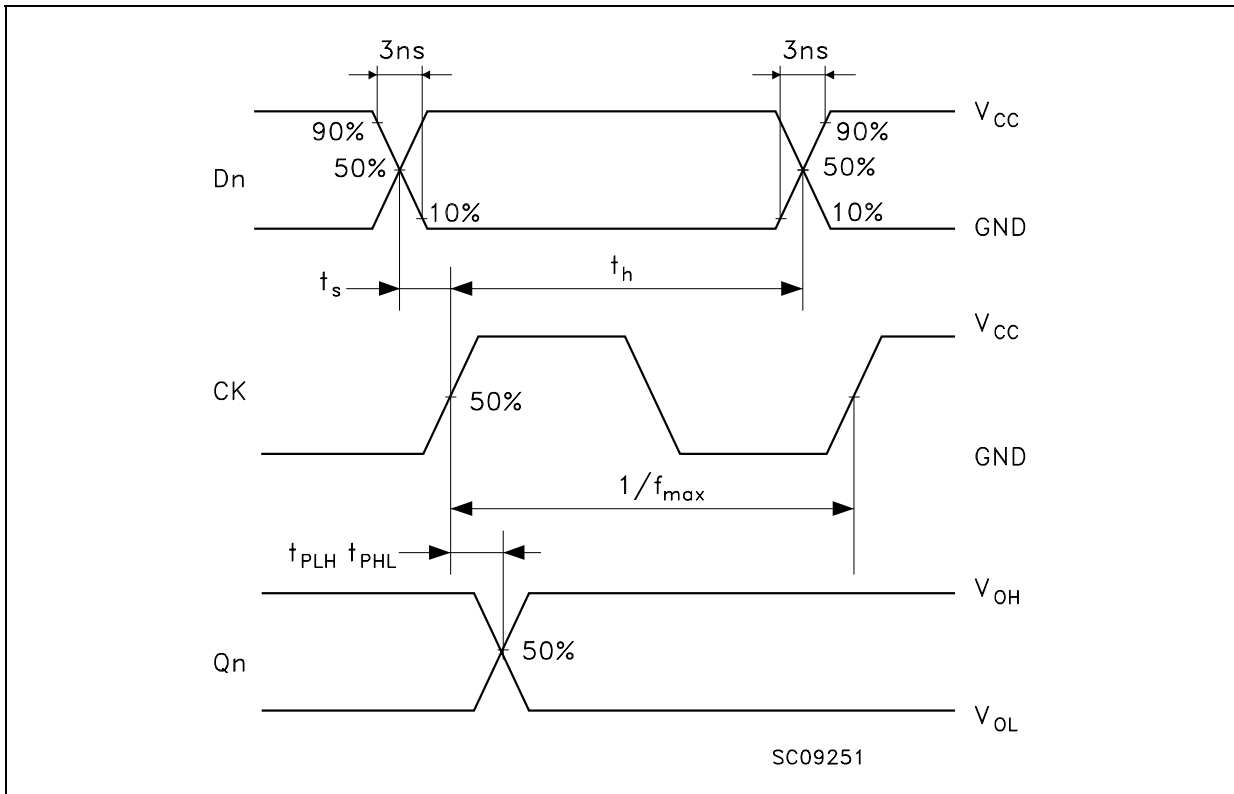 3ns 3ns
V_CC
90% 90%
Dn 50% 50%
10% 10%
GND
t_s t_h
V_CC
CK 50%
GND
1/f_max
t_PLH t_PHL
V_OH
Qn 50%
V_OL
SC09251